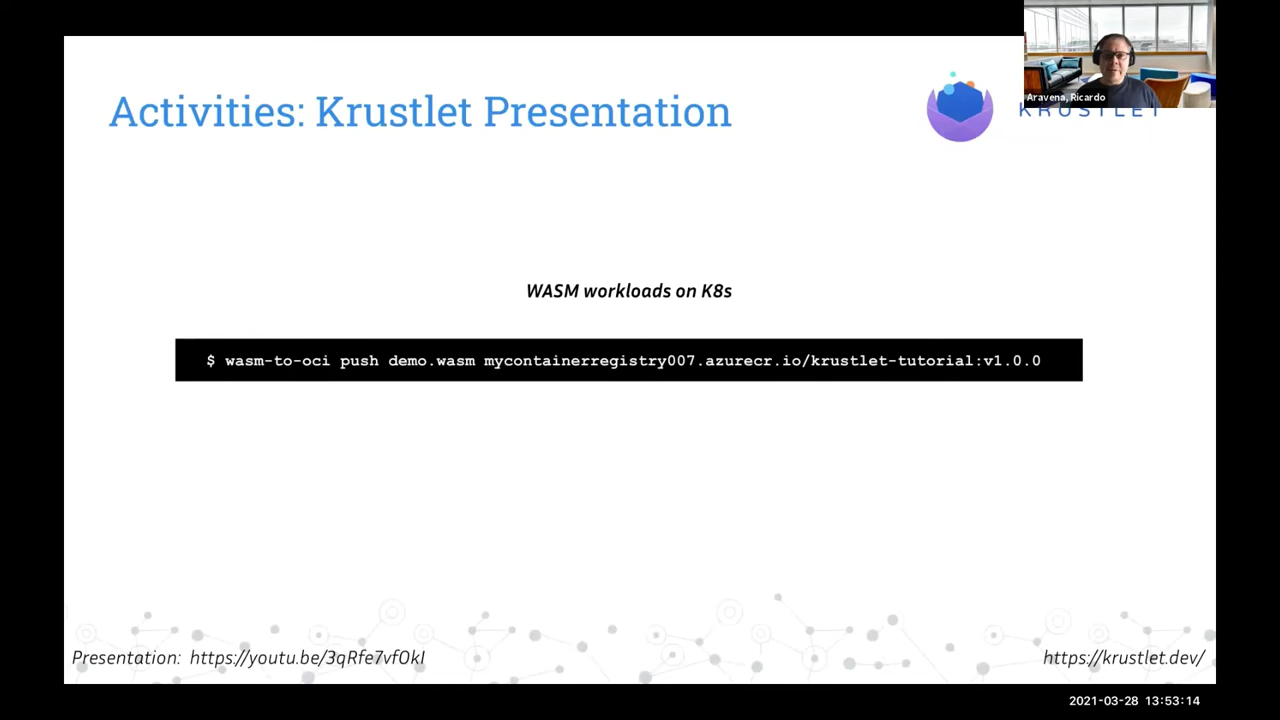 Activities: Krustlet Presentation
KRUSTLET
Aravena, Ricardo
WASM workloads on K8s
$ wasm-to-oci push demo.wasm mycontainerregistry007.azurecr.io/krustlet-tutorial:v1.0.0
Presentation: https://youtu.be/3qRfe7vfOkI
https://krustlet.dev/
2021-03-28 13:53:14